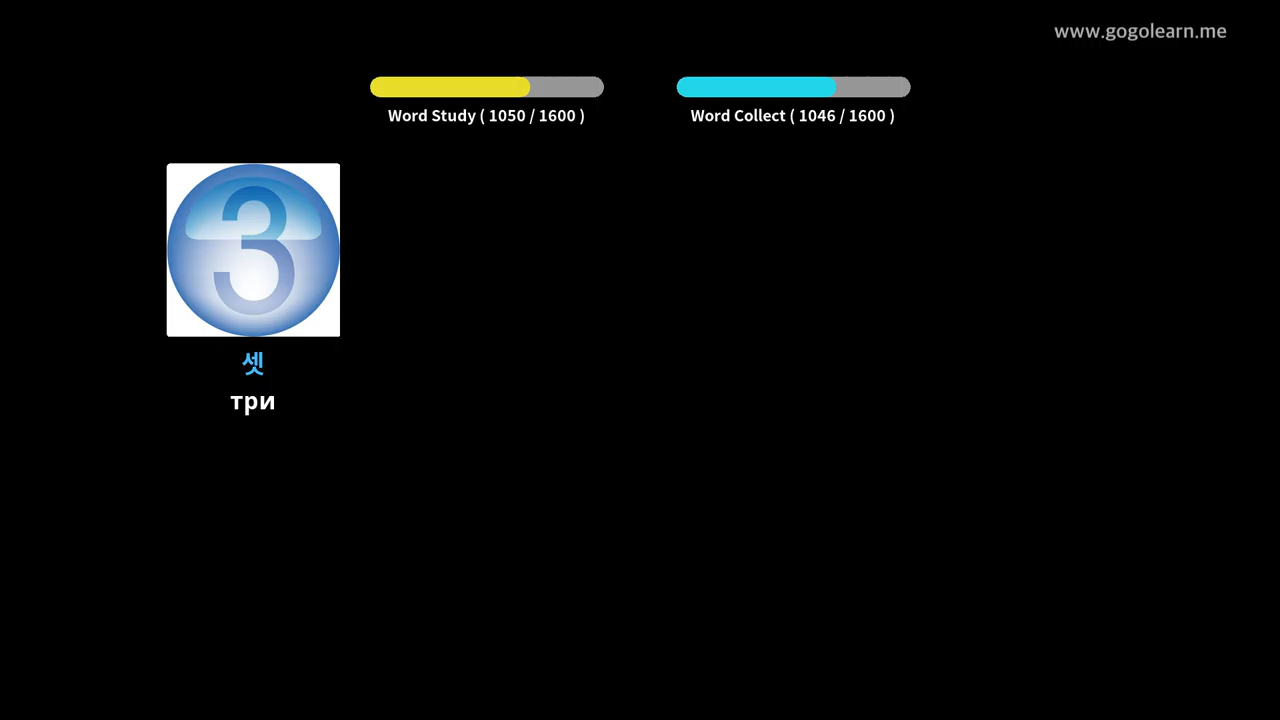 www.gogolearn.me
Word Study ( 1050 / 1600 )
Word Collect ( 1046 / 1600 )
3
셋
три